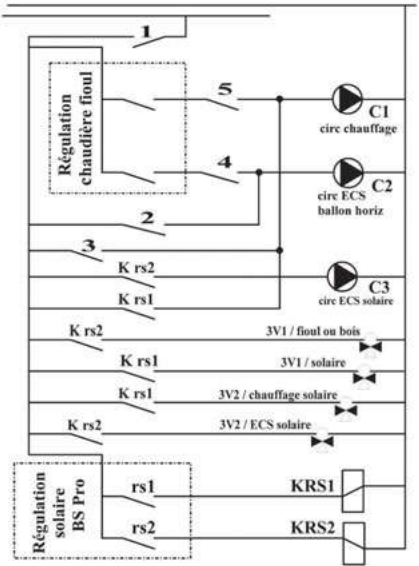 1
Régulation
chaudière fioul
5
C1
circ chauffage
4
C2
circ ECS
ballon horiz
2
3
K rs2
C3
circ ECS solaire
K rs1
K rs2
3V1 / fioul ou bois
K rs1
3V1 / solaire
K rs1
3V2 / chauffage solaire
K rs2
3V2 / ECS solaire
Régulation
solaire
BS Pro
rs1
KRS1
rs2
KRS2